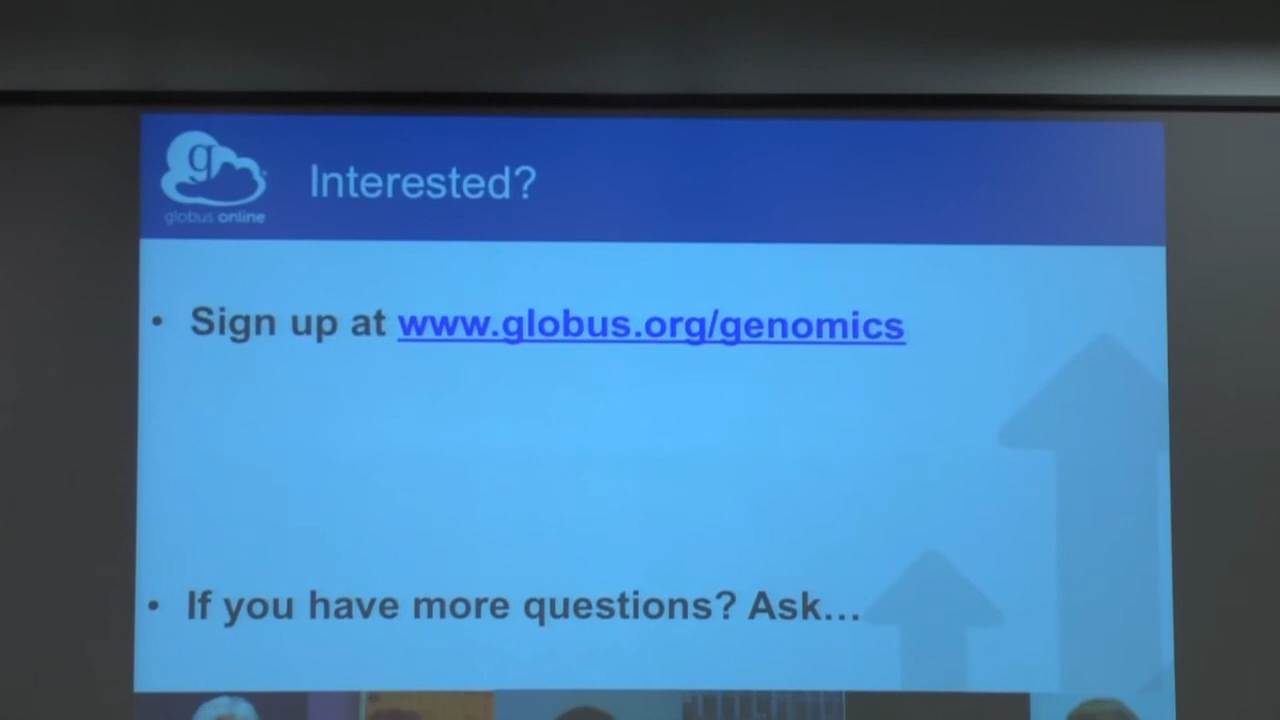 g
globus online
Interested?
• Sign up at www.globus.org/genomics
• If you have more questions? Ask...